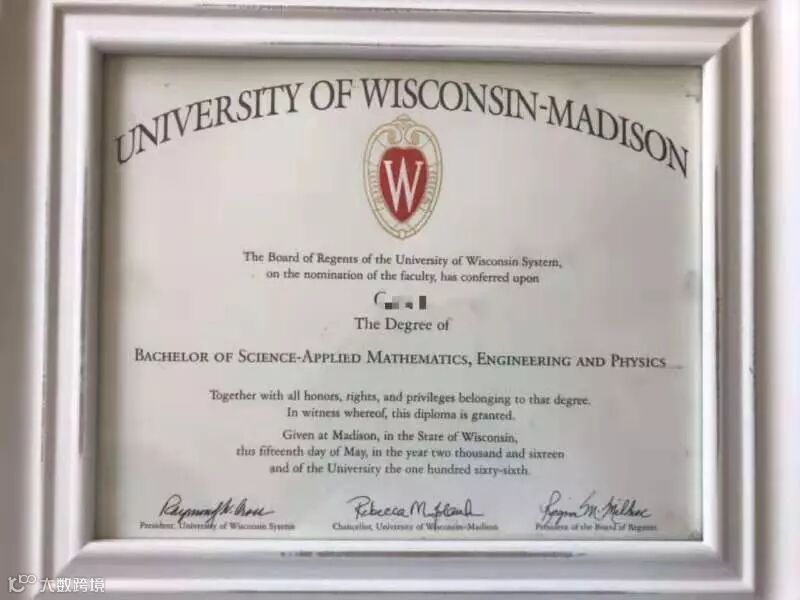 UNIVERSITY OF WISCONSIN-MADISON
W
The Board of Regents of the University of Wisconsin System,
on the nomination of the faculty, has conferred upon
The Degree of
BACHELOR OF SCIENCE-APPLIED MATHEMATICS, ENGINEERING AND PHYSICS
Together with all honors, rights, and privileges belonging to that degree.
In witness whereof, this diploma is granted.
Given at Madison, in the State of Wisconsin,
this fifteenth day of May, in the year two thousand and sixteen
and of the University the one hundred sixty-sixth.
Raymond W. Cross Rebecca M. Blank
President, University of Wisconsin System Chancellor, University of Wisconsin-Madison President of the Board of Regents
大数跨境